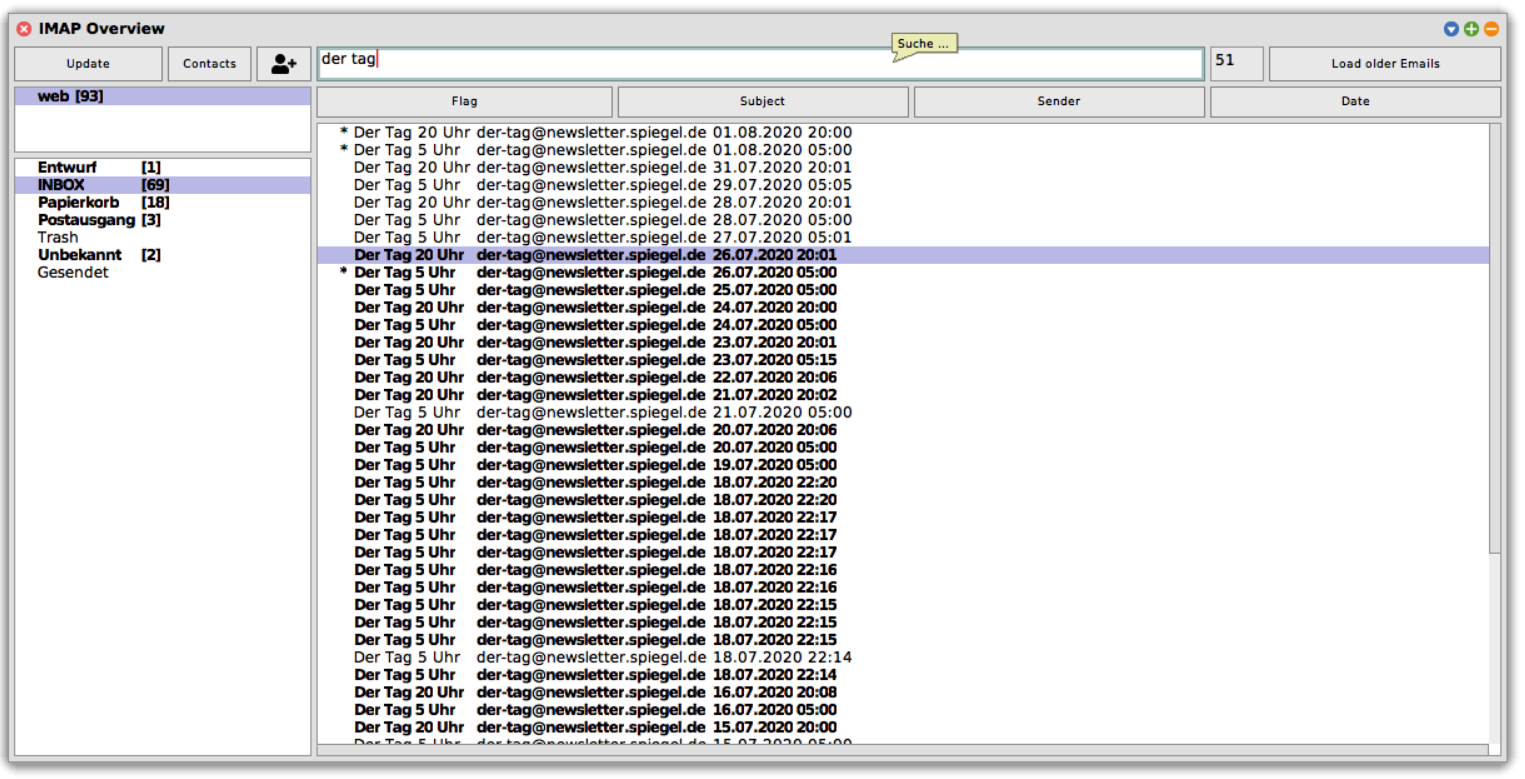 IMAP Overview
Update Contacts der tag Suche ... 51 Load older Emails
web [93]
Flag Subject Sender Date
Entwurf [1]
INBOX [69]
Papierkorb [18]
Postausgang [3]
Trash
Unbekannt [2]
Gesendet
* Der Tag 20 Uhr der-tag@newsletter.spiegel.de 01.08.2020 20:00
* Der Tag 5 Uhr der-tag@newsletter.spiegel.de 01.08.2020 05:00
Der Tag 20 Uhr der-tag@newsletter.spiegel.de 31.07.2020 20:01
Der Tag 5 Uhr der-tag@newsletter.spiegel.de 29.07.2020 05:05
Der Tag 20 Uhr der-tag@newsletter.spiegel.de 28.07.2020 20:01
Der Tag 5 Uhr der-tag@newsletter.spiegel.de 28.07.2020 05:00
Der Tag 5 Uhr der-tag@newsletter.spiegel.de 27.07.2020 05:01
Der Tag 20 Uhr der-tag@newsletter.spiegel.de 26.07.2020 20:01
* Der Tag 5 Uhr der-tag@newsletter.spiegel.de 26.07.2020 05:00
Der Tag 5 Uhr der-tag@newsletter.spiegel.de 25.07.2020 05:00
Der Tag 20 Uhr der-tag@newsletter.spiegel.de 24.07.2020 20:00
Der Tag 5 Uhr der-tag@newsletter.spiegel.de 24.07.2020 05:00
Der Tag 20 Uhr der-tag@newsletter.spiegel.de 23.07.2020 20:01
Der Tag 5 Uhr der-tag@newsletter.spiegel.de 23.07.2020 05:15
Der Tag 20 Uhr der-tag@newsletter.spiegel.de 22.07.2020 20:06
Der Tag 20 Uhr der-tag@newsletter.spiegel.de 21.07.2020 20:02
Der Tag 5 Uhr der-tag@newsletter.spiegel.de 21.07.2020 05:00
Der Tag 20 Uhr der-tag@newsletter.spiegel.de 20.07.2020 20:06
Der Tag 5 Uhr der-tag@newsletter.spiegel.de 20.07.2020 05:00
Der Tag 5 Uhr der-tag@newsletter.spiegel.de 19.07.2020 05:00
Der Tag 5 Uhr der-tag@newsletter.spiegel.de 18.07.2020 22:20
Der Tag 5 Uhr der-tag@newsletter.spiegel.de 18.07.2020 22:20
Der Tag 5 Uhr der-tag@newsletter.spiegel.de 18.07.2020 22:17
Der Tag 5 Uhr der-tag@newsletter.spiegel.de 18.07.2020 22:17
Der Tag 5 Uhr der-tag@newsletter.spiegel.de 18.07.2020 22:17
Der Tag 5 Uhr der-tag@newsletter.spiegel.de 18.07.2020 22:16
Der Tag 5 Uhr der-tag@newsletter.spiegel.de 18.07.2020 22:16
Der Tag 5 Uhr der-tag@newsletter.spiegel.de 18.07.2020 22:15
Der Tag 5 Uhr der-tag@newsletter.spiegel.de 18.07.2020 22:15
Der Tag 5 Uhr der-tag@newsletter.spiegel.de 18.07.2020 22:15
Der Tag 5 Uhr der-tag@newsletter.spiegel.de 18.07.2020 22:14
Der Tag 5 Uhr der-tag@newsletter.spiegel.de 18.07.2020 22:14
Der Tag 20 Uhr der-tag@newsletter.spiegel.de 16.07.2020 20:08
Der Tag 5 Uhr der-tag@newsletter.spiegel.de 16.07.2020 05:00
Der Tag 20 Uhr der-tag@newsletter.spiegel.de 15.07.2020 20:00
Der Tag 5 Uhr der-tag@newsletter.spiegel.de 15.07.2020 05:00